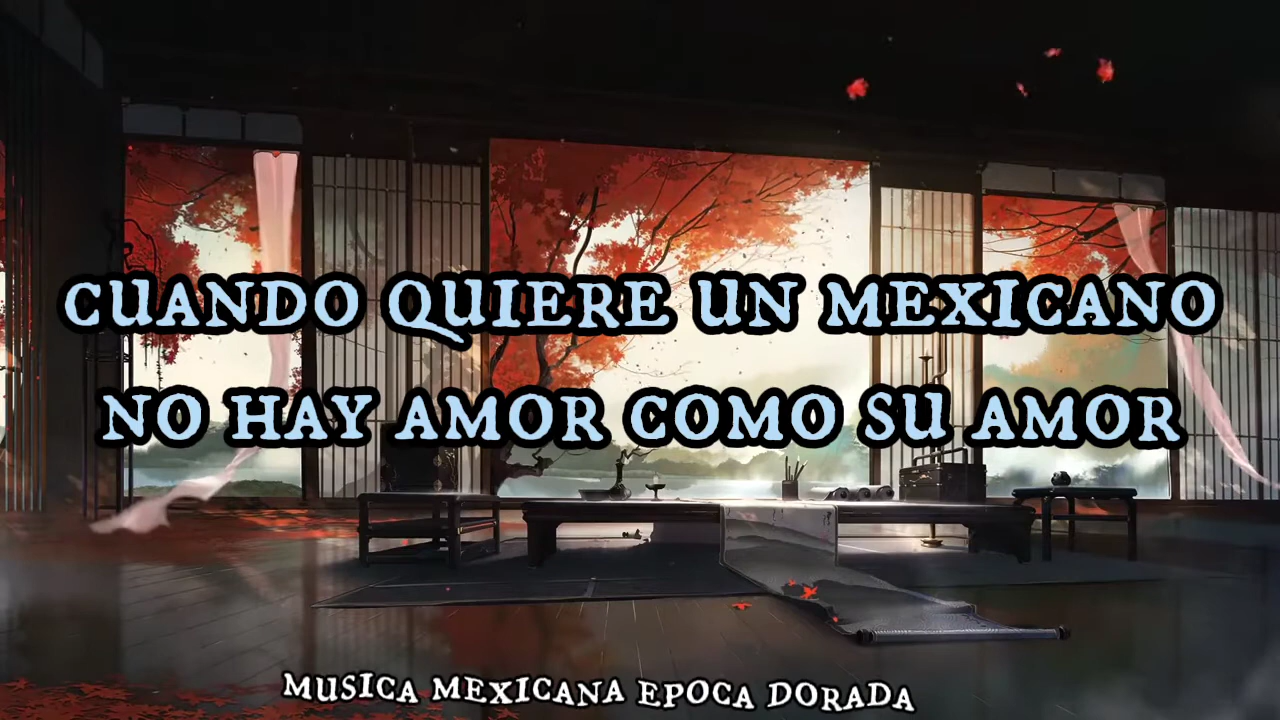 CUANDO QUIERE UN MEXICANO
NO HAY AMOR COMO SU AMOR
MUSICA MEXICANA EPOCA DORADA